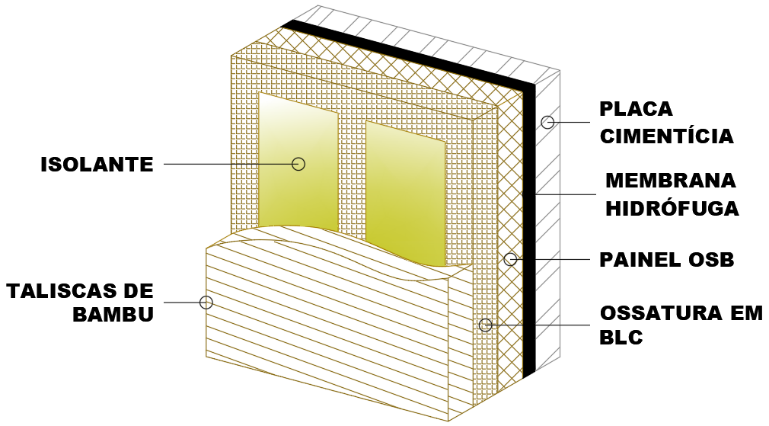 ISOLANTE
TALISCAS DE
BAMBU
PLACA
CIMENTÍCIA
MEMBRANA
HIDRÓFUGA
PAINEL OSB
OSSATURA EM
BLC